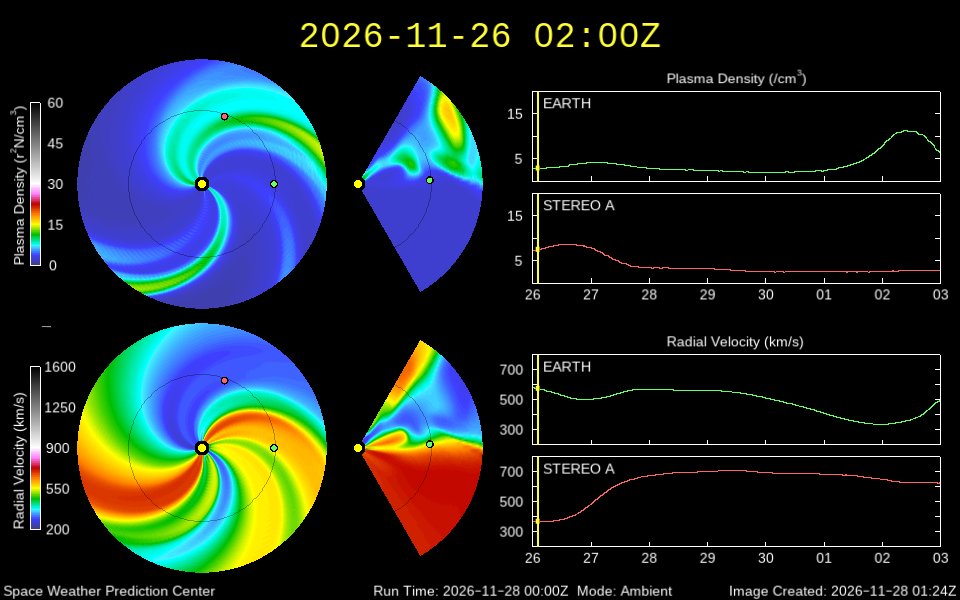 2026-11-26 02:00Z
Plasma Density (r²N/cm³)
60
45
30
15
0
Plasma Density (/cm³)
EARTH
15
5
STEREO A
15
5
26 27 28 29 30 01 02 03
Radial Velocity (km/s)
1600
1250
900
550
200
Radial Velocity (km/s)
EARTH
700
500
300
STEREO A
700
500
300
26 27 28 29 30 01 02 03
Space Weather Prediction Center Run Time: 2026-11-28 00:00Z Mode: Ambient Image Created: 2026-11-28 01:24Z